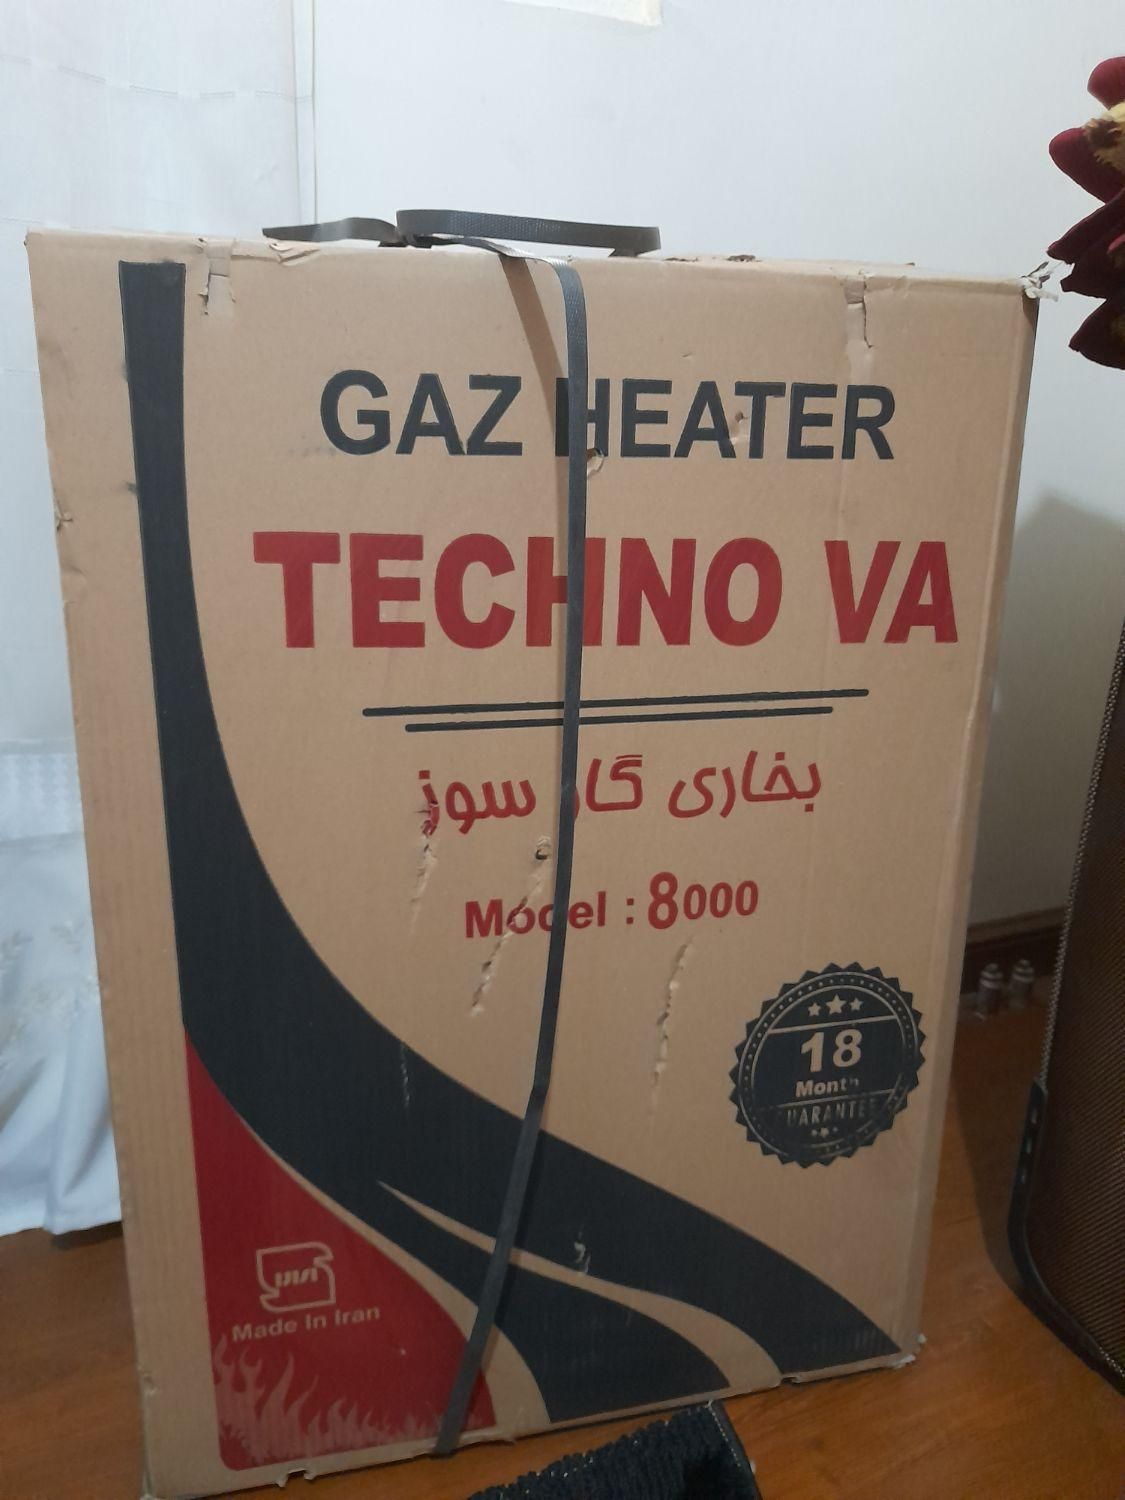 GAZ HEATER
TECHNO VA
بخاری گاز سوز
Model : 8000
18
Month
GUARANTEE
Made In Iran